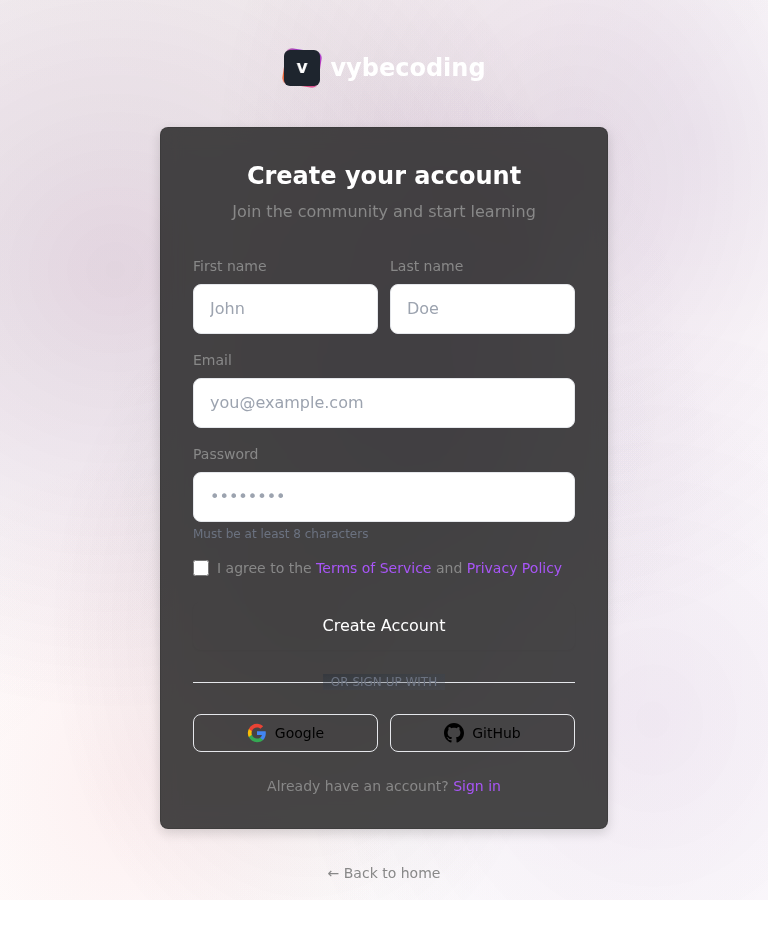 v vybecoding
Create your account
Join the community and start learning
First name Last name
John Doe
Email
you@example.com
Password
••••••••
Must be at least 8 characters
I agree to the Terms of Service and Privacy Policy
Create Account
OR SIGN UP WITH
Google GitHub
Already have an account? Sign in
← Back to home